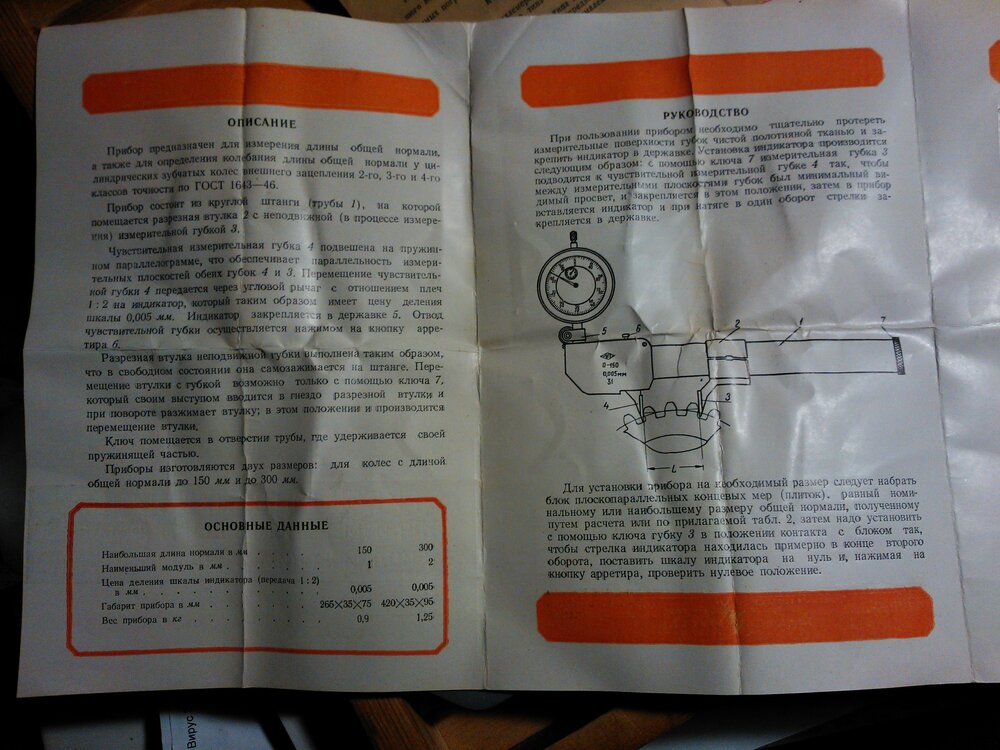 ОПИСАНИЕ
Прибор предназначен для измерения длины общей нормали,
а также для определения колебания длины общей нормали у ци-
линдрических зубчатых колес внешнего зацепления 2-го, 3-го и 4-го
классов точности по ГОСТ 1643—46.
Прибор состоит из круглой штанги (трубы 1), на которой
помещается разрезная втулка 2 с неподвижной (в процессе измере-
ния) измерительной губкой 3.
Чувствительная измерительная губка 4 подвешена на пружин-
ном параллелограмме, что обеспечивает параллельность измери-
тельных плоскостей обеих губок 4 и 3. Перемещение чувствитель-
ной губки 4 передается через угловой рычаг с отношением плеч
1:2 на индикатор, который таким образом имеет цену деления
шкалы 0,005 мм. Индикатор закрепляется в державке 5. Отвод
чувствительной губки осуществляется нажимом на кнопку арре-
тира 6.
Разрезная втулка неподвижной губки выполнена таким образом,
что в свободном состоянии она самозажимается на штанге. Пере-
мещение втулки с губкой возможно только с помощью ключа 7,
который своим выступом вводится в гнездо разрезной втулки и
при повороте разжимает втулку; в этом положении и производится
перемещение втулки.
Ключ помещается в отверстии трубы, где удерживается своей
пружинящей частью.
Приборы изготовляются двух размеров: для колес с длиной
общей нормали до 150 мм и до 300 мм.
ОСНОВНЫЕ ДАННЫЕ
Наибольшая длина нормали в мм . . . . . 150 300
Наименьший модуль в мм . . . . . . . 1 2
Цена деления шкалы индикатора (передача 1:2)
в мм . . . . . . . . . . . . 0,005 0,005
Габарит прибора в мм . . . . . . . . 265×35×75 420×35×95
Вес прибора в кг . . . . . . . . . 0,9 1,25
РУКОВОДСТВО
При пользовании прибором необходимо тщательно протереть
измерительные поверхности губок чистой полотняной тканью и за-
крепить индикатор в державке. Установка индикатора производится
следующим образом: с помощью ключа 7 измерительная губка 3
подводится к чувствительной измерительной губке 4 так, чтобы
между измерительными плоскостями губок был минимальный ви-
димый просвет, и закрепляется в этом положении, затем в прибор
вставляется индикатор и при натяге в один оборот стрелки за-
крепляется в державке.
5 6 2 1 7
0-150
0,005мм
31
4 3
L
Для установки прибора на необходимый размер следует набрать
блок плоскопараллельных концевых мер (плиток), равный номи-
нальному или наибольшему размеру общей нормали, полученному
путем расчета или по прилагаемой табл. 2, затем надо установить
с помощью ключа губку 3 в положении контакта с блоком так,
чтобы стрелка индикатора находилась примерно в конце второго
оборота, поставить шкалу индикатора на нуль и, нажимая на
кнопку арретира, проверить нулевое положение.
Вирус